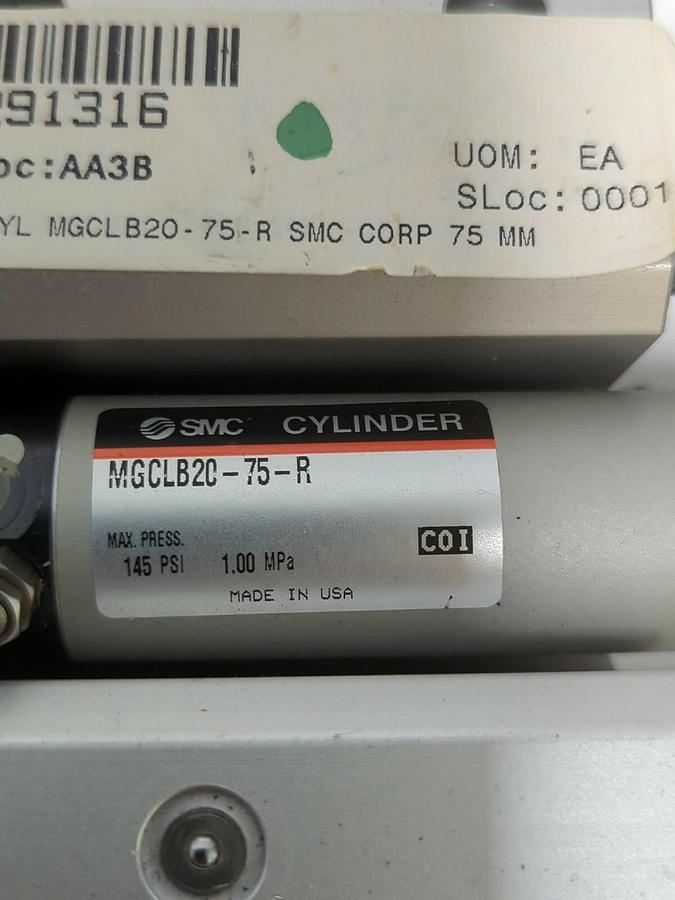 291316
oc:AA3B
UOM: EA
SLoc: 0001
YL MGCLB20-75-R SMC CORP 75 MM
SMC CYLINDER
MGCLB20-75-R
MAX. PRESS.
145 PSI 1.00 MPa
COI
MADE IN USA